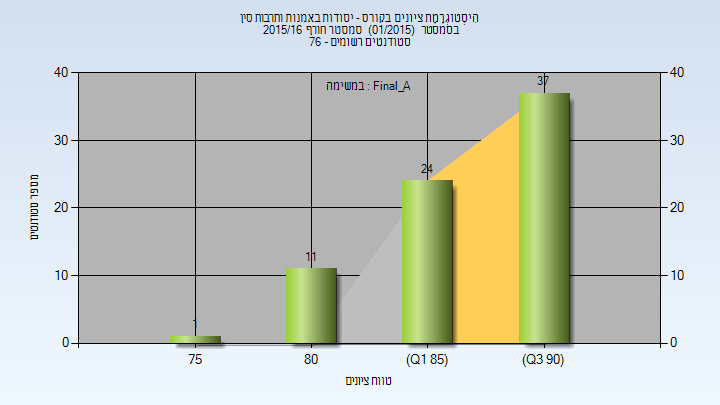 הִיסְטוגְרַמָת ציונים בקורס - יסודות באמנות ותרבות סין
בסמסטר (01/2015) סמסטר חורף 2015/16
סטודנטים רשומים - 76
במשימה : Final_A
40 40
30 30
20 20
10 10
0 0
1
11
24
37
75 80 (Q1 85) (Q3 90)
מספר סטודנטים
טווח ציונים